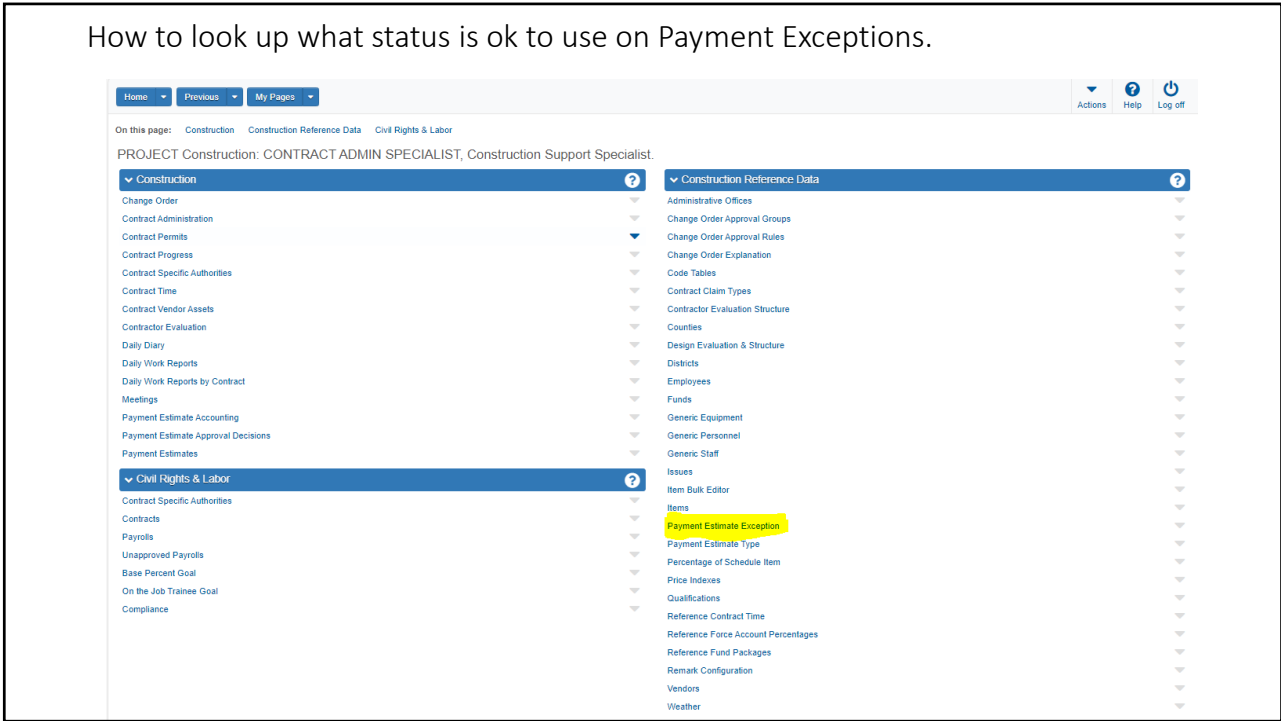 How to look up what status is ok to use on Payment Exceptions.
Home Previous My Pages
Actions Help Log off
On this page: Construction Construction Reference Data Civil Rights & Labor
PROJECT Construction: CONTRACT ADMIN SPECIALIST, Construction Support Specialist.
Construction ?
Change Order
Contract Administration
Contract Permits
Contract Progress
Contract Specific Authorities
Contract Time
Contract Vendor Assets
Contractor Evaluation
Daily Diary
Daily Work Reports
Daily Work Reports by Contract
Meetings
Payment Estimate Accounting
Payment Estimate Approval Decisions
Payment Estimates
Civil Rights & Labor ?
Contract Specific Authorities
Contracts
Payrolls
Unapproved Payrolls
Base Percent Goal
On the Job Trainee Goal
Compliance
Construction Reference Data ?
Administrative Offices
Change Order Approval Groups
Change Order Approval Rules
Change Order Explanation
Code Tables
Contract Claim Types
Contractor Evaluation Structure
Counties
Design Evaluation & Structure
Districts
Employees
Funds
Generic Equipment
Generic Personnel
Generic Staff
Issues
Item Bulk Editor
Items
Payment Estimate Exception
Payment Estimate Type
Percentage of Schedule Item
Price Indexes
Qualifications
Reference Contract Time
Reference Force Account Percentages
Reference Fund Packages
Remark Configuration
Vendors
Weather